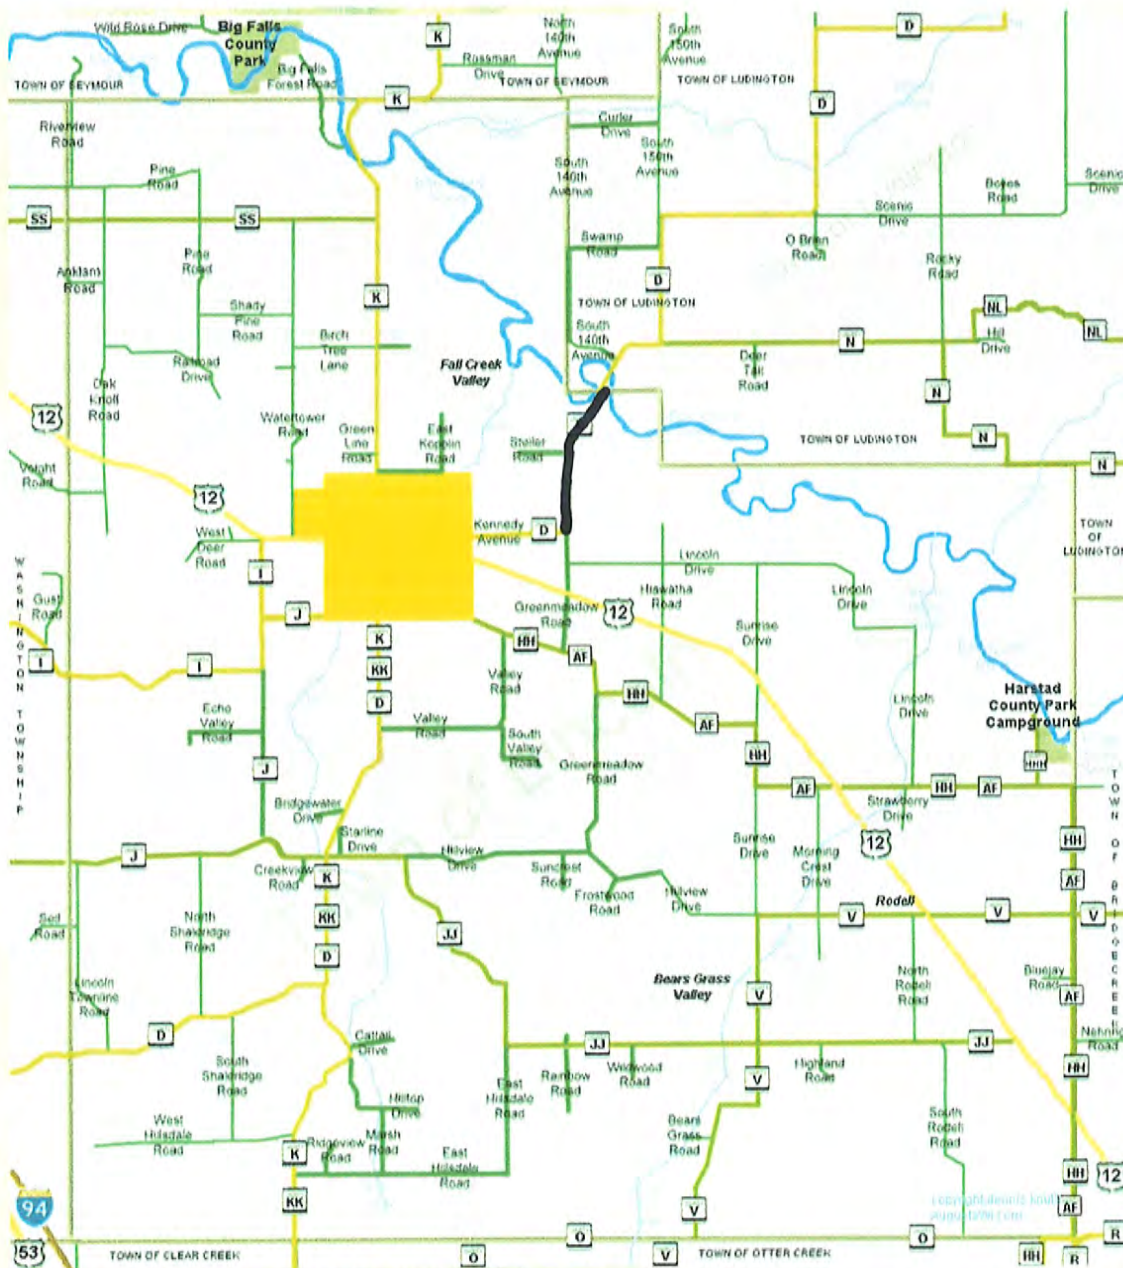 Wild Rose Drive
Big Falls
County
Park
K
North
140th
Avenue
South
150th
Avenue
D
Rossman
Drive
Big Falls
Forest Road
TOWN OF SEYMOUR
TOWN OF SEYMOUR
TOWN OF LUDINGTON
K
D
Riverview
Road
Curler
Drive
Pine
Road
South
140th
Avenue
South
150th
Avenue
Boles
Road
Scenic
Drive
SS
SS
Scenic
Drive
Pine
Road
Swamp
Road
O Brien
Road
Rocky
Road
Anklam
Road
K
D
TOWN OF LUDINGTON
Shady
Pine
Road
NL
NL
Birch
Tree
Lane
South
140th
Avenue
N
Hill
Drive
Railroad
Drive
Fall Creek
Valley
Deer
Tail
Road
Oak
Knoll
Road
N
12
Watertower
Road
Green
Line
Road
East
Kopplin
Road
Steiler
Road
TOWN OF LUDINGTON
N
N
Voight
Road
12
West
Deer
Road
Kennedy
Avenue
D
TOWN
OF
LUDINGTON
Lincoln
Drive
WASHINGTON TOWNSHIP
I
Gust
Road
Hiawatha
Road
Lincoln
Drive
J
Greenmeadow
Road
12
Sunrise
Drive
K
HH
I
I
KK
AF
Valley
Road
HH
D
Harstad
County Park
Campground
Lincoln
Drive
Echo
Valley
Road
Valley
Road
South
Valley
Road
AF
HH
J
Greenmeadow
Road
HHH
AF
HH
AF
Strawberry
Drive
TOWN OF BRIDGECREEK
Bridgewater
Drive
Starline
Drive
Sunrise
Drive
Morning
Crest
Drive
12
HH
J
Hillview
Drive
Creekview
Road
K
Suncrest
Road
Frostwood
Road
Hillview
Drive
AF
Rodell
V
V
V
Sed
Road
North
Shaleridge
Road
KK
JJ
D
Bears Grass
Valley
North
Rodell
Road
Bluejay
Road
Lincoln
Townline
Road
V
AF
D
Cattail
Drive
JJ
JJ
Nehring
Road
South
Shaleridge
Road
Rainbow
Road
Wildwood
Road
Highland
Road
HH
V
East
Hillsdale
Road
Hilltop
Drive
West
Hillsdale
Road
Marsh
Road
Bears
Grass
Road
South
Rodell
Road
K
Ridgeview
Road
East
Hillsdale
Road
HH
12
94
KK
V
AF
53
TOWN OF CLEAR CREEK
O
O
V
TOWN OF OTTER CREEK
O
HH
R
R